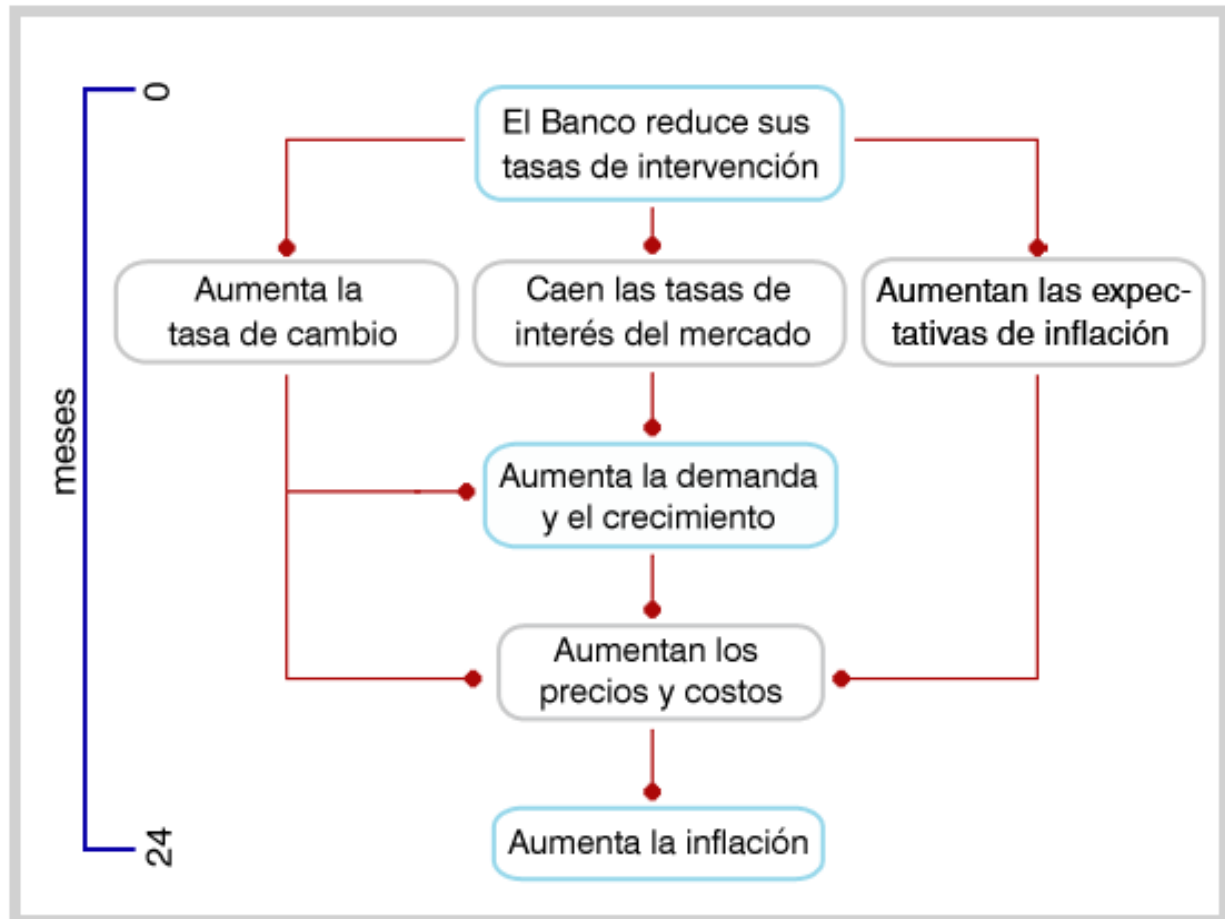 0
El Banco reduce sus
tasas de intervención
Aumenta la
tasa de cambio
Caen las tasas de
interés del mercado
Aumentan las expec-
tativas de inflación
meses
Aumenta la demanda
y el crecimiento
Aumentan los
precios y costos
24
Aumenta la inflación